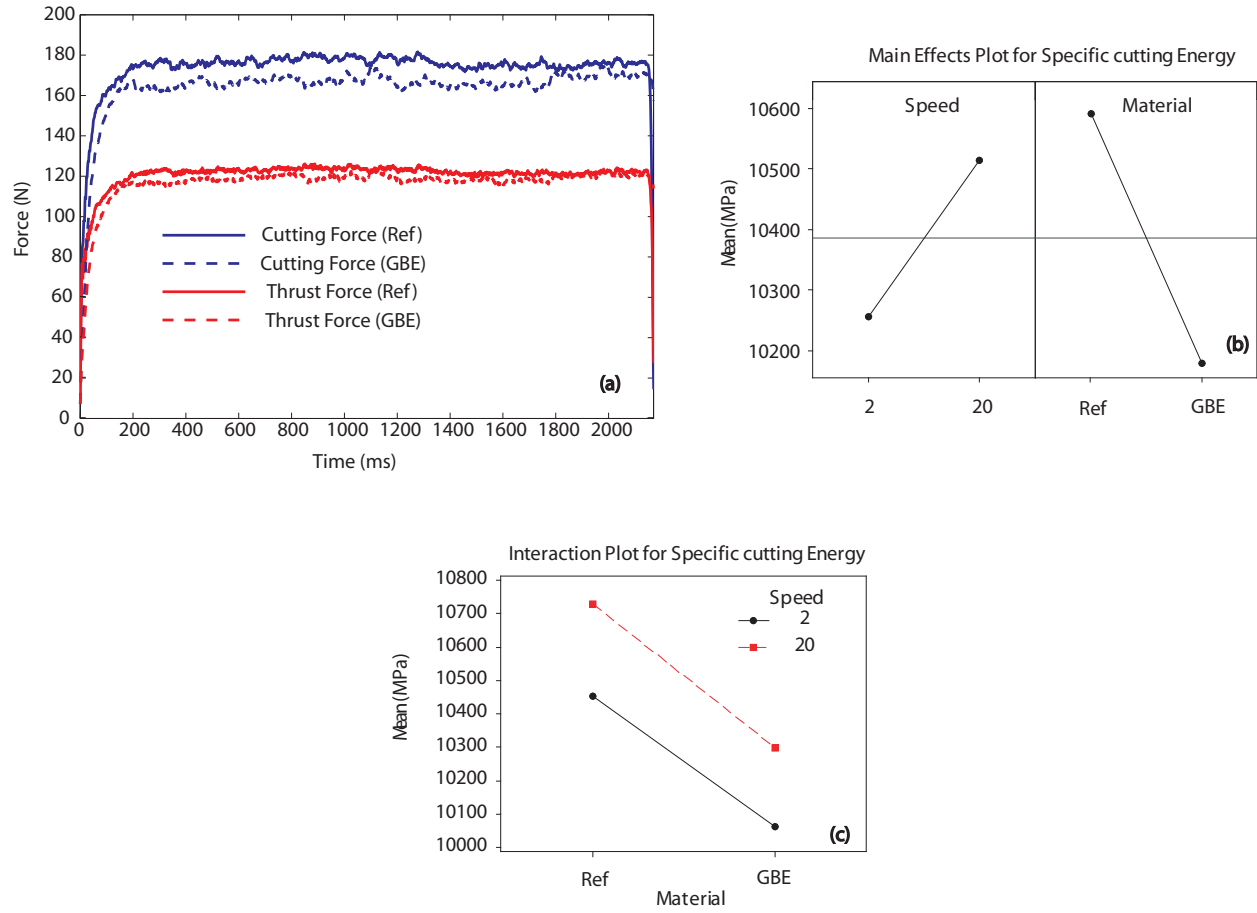 200
180
160
140
120
100
80
60
40
20
0
Force (N)
Cutting Force (Ref)
Cutting Force (GBE)
Thrust Force (Ref)
Thrust Force (GBE)
(a)
0 200 400 600 800 1000 1200 1400 1600 1800 2000
Time (ms)
Main Effects Plot for Specific cutting Energy
Speed Material
10600
10500
10400
10300
10200
Mean (MPa)
(b)
2 20 Ref GBE
Interaction Plot for Specific cutting Energy
10800
10700
10600
10500
10400
10300
10200
10100
10000
Mean (MPa)
Speed
2
20
(c)
Ref GBE
Material